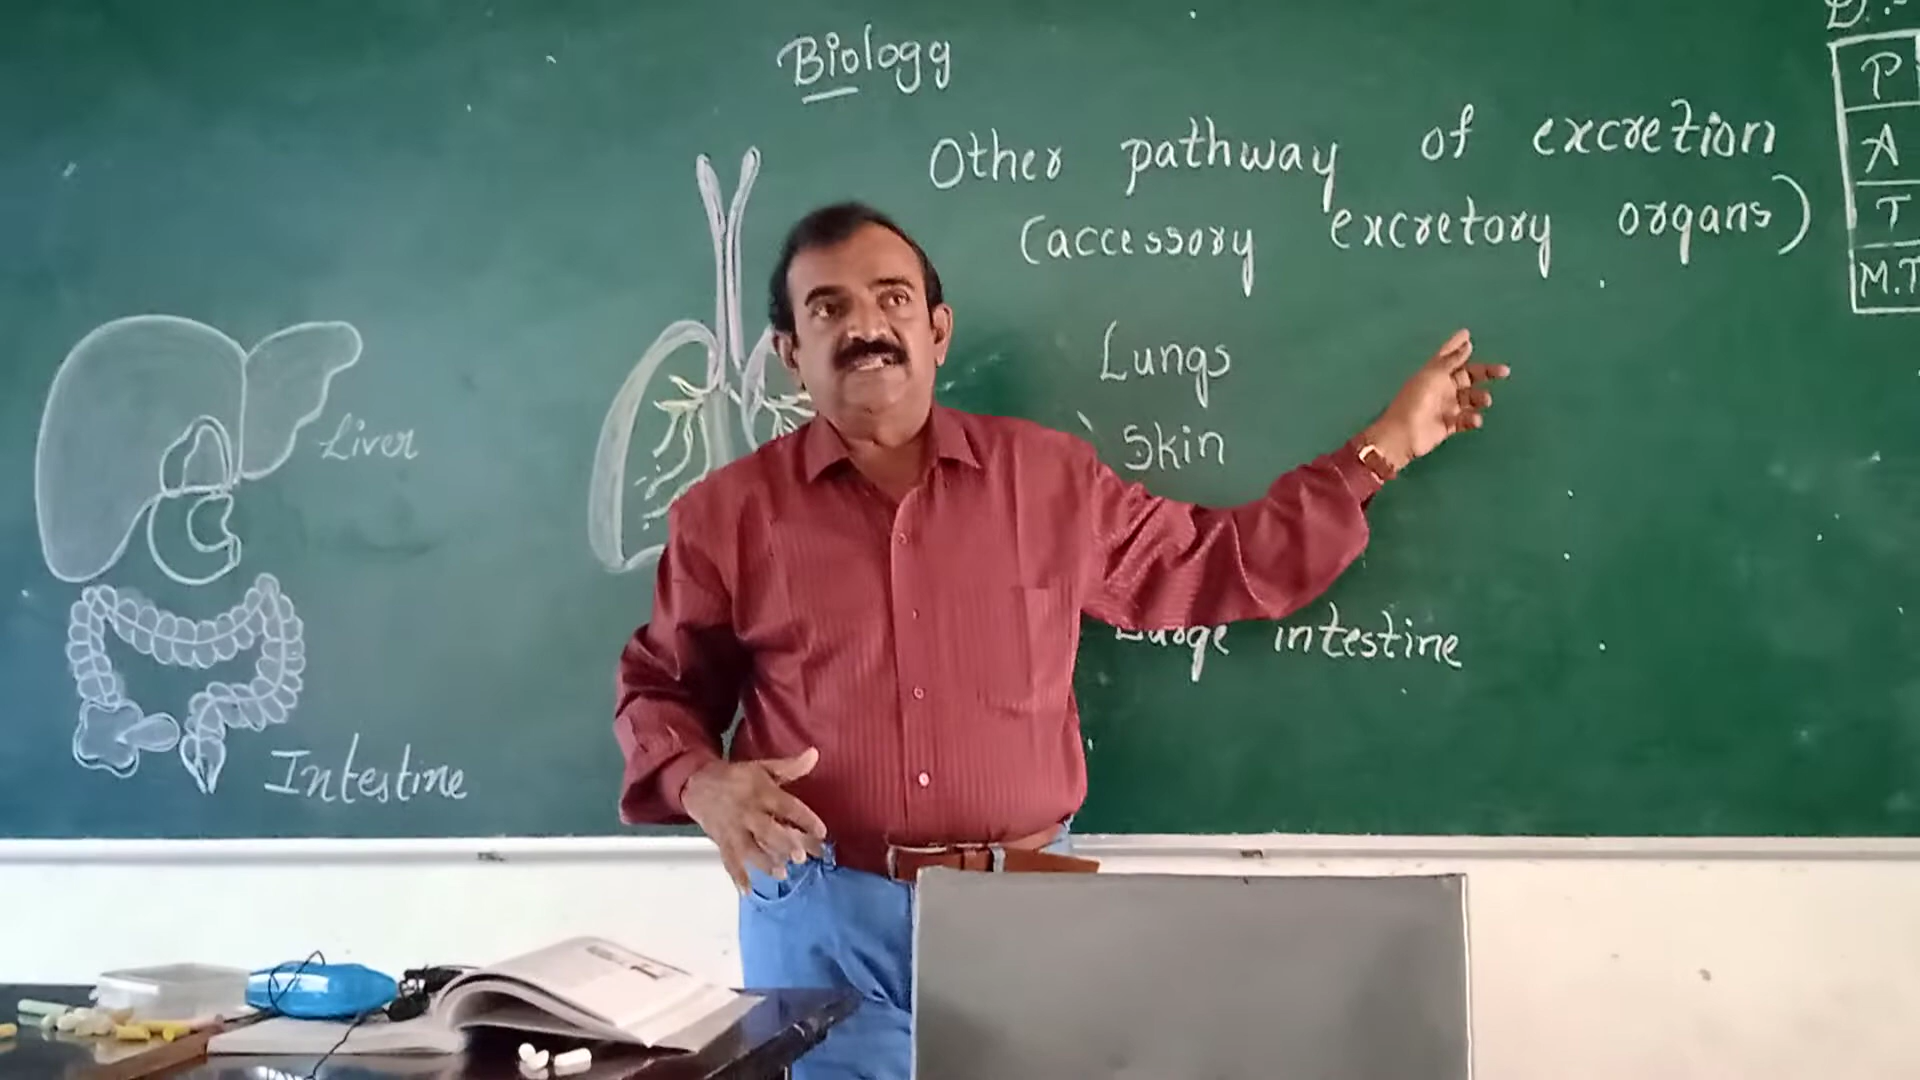 Biology
Other pathway of excretion
(accessory excretory organs)
Lungs
Skin
Large intestine
Liver
Intestine
P
A
T
M.T